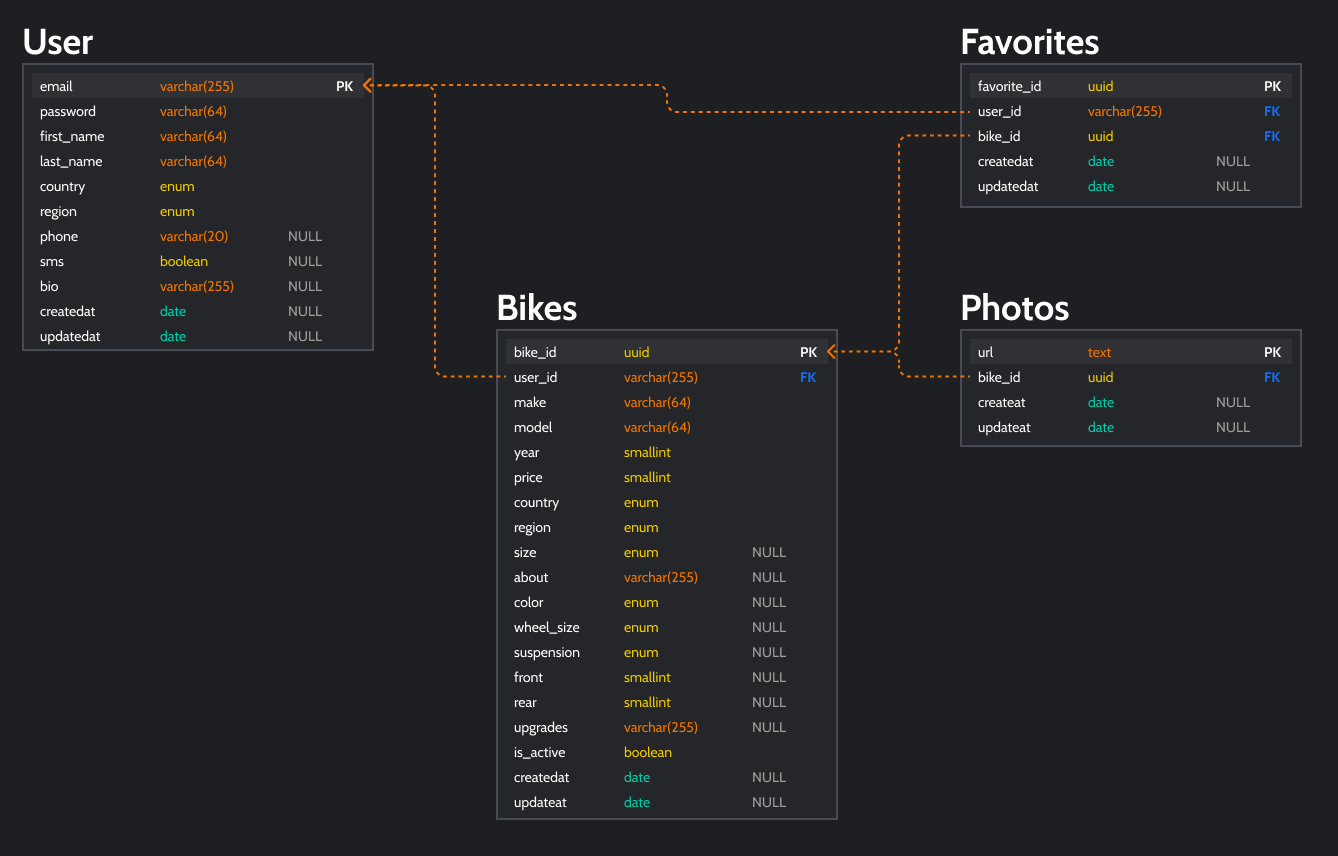 User
email varchar(255) PK
password varchar(64)
first_name varchar(64)
last_name varchar(64)
country enum
region enum
phone varchar(20) NULL
sms boolean NULL
bio varchar(255) NULL
createdat date NULL
updatedat date NULL
Bikes
bike_id uuid PK
user_id varchar(255) FK
make varchar(64)
model varchar(64)
year smallint
price smallint
country enum
region enum
size enum NULL
about varchar(255) NULL
color enum NULL
wheel_size enum NULL
suspension enum NULL
front smallint NULL
rear smallint NULL
upgrades varchar(255) NULL
is_active boolean
createdat date NULL
updateat date NULL
Favorites
favorite_id uuid PK
user_id varchar(255) FK
bike_id uuid FK
createdat date NULL
updatedat date NULL
Photos
url text PK
bike_id uuid FK
createat date NULL
updateat date NULL